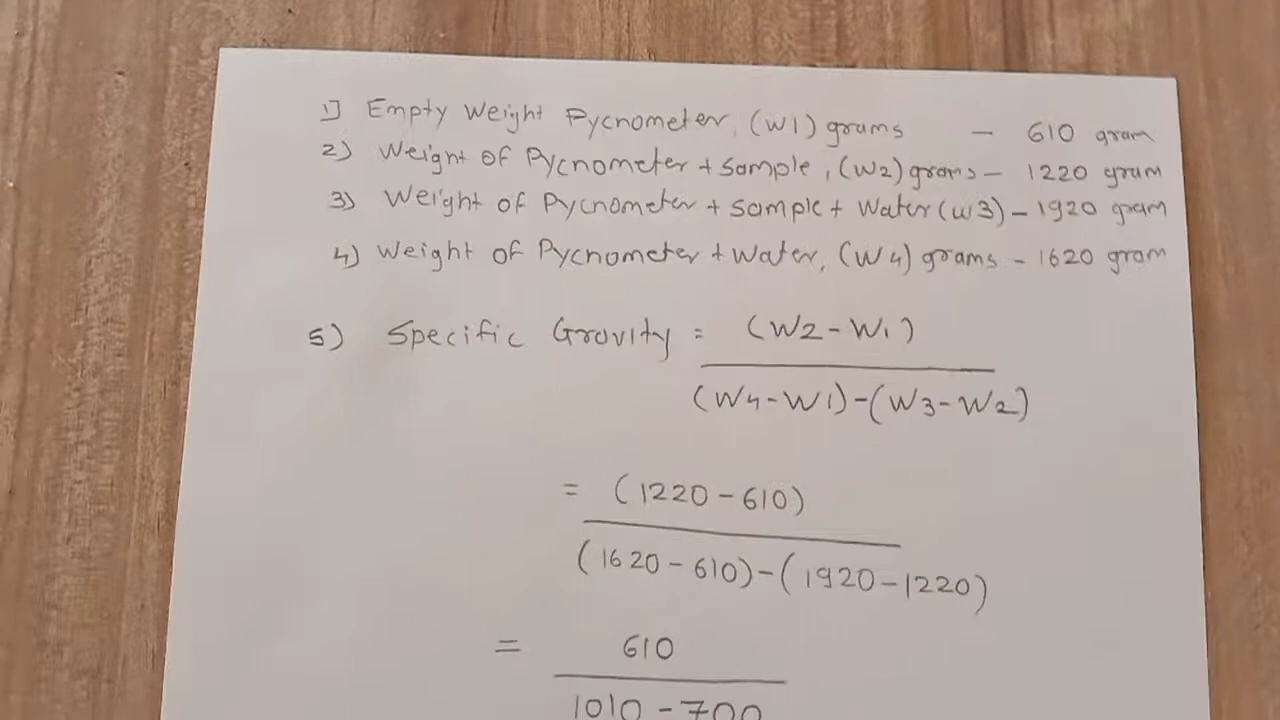 1) Empty Weight Pycnometer, (W1) grams - 610 gram
2) Weight of Pycnometer + Sample, (W2) grams - 1220 gram
3) Weight of Pycnometer + Sample + Water (W3) - 1920 gram
4) Weight of Pycnometer + Water, (W4) grams - 1620 gram
5) Specific Gravity = (W2 - W1)
(W4 - W1) - (W3 - W2)
= (1220 - 610)
(1620 - 610) - (1920 - 1220)
= 610
1010 - 700